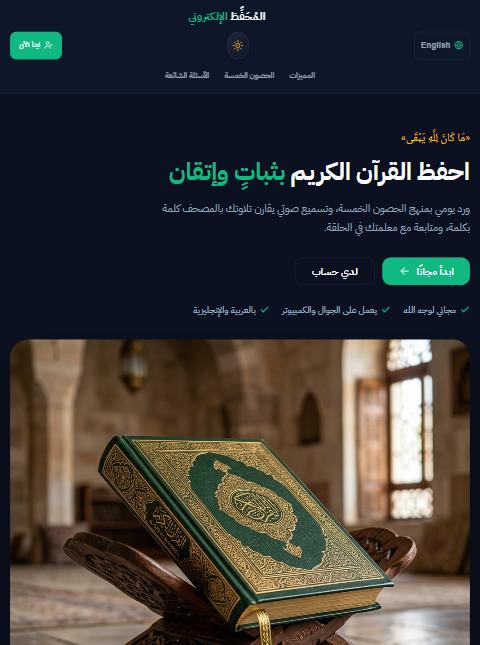 المُحَفِّظ الإلكتروني
English
ابدأ الآن
المميزات الحصون الخمسة الأسئلة الشائعة
«مَا كَانَ لِلَّهِ يَبْقَى»
احفظ القرآن الكريم بثباتٍ وإتقان
ورد يومي بمنهج الحصون الخمسة، وتسميع صوتي يقارن تلاوتك بالمصحف كلمة
بكلمة، ومتابعة مع معلمتك في الحلقة.
ابدأ مجانًا ←
لدي حساب
مجاني لوجه الله
يعمل على الجوال والكمبيوتر
بالعربية والإنجليزية